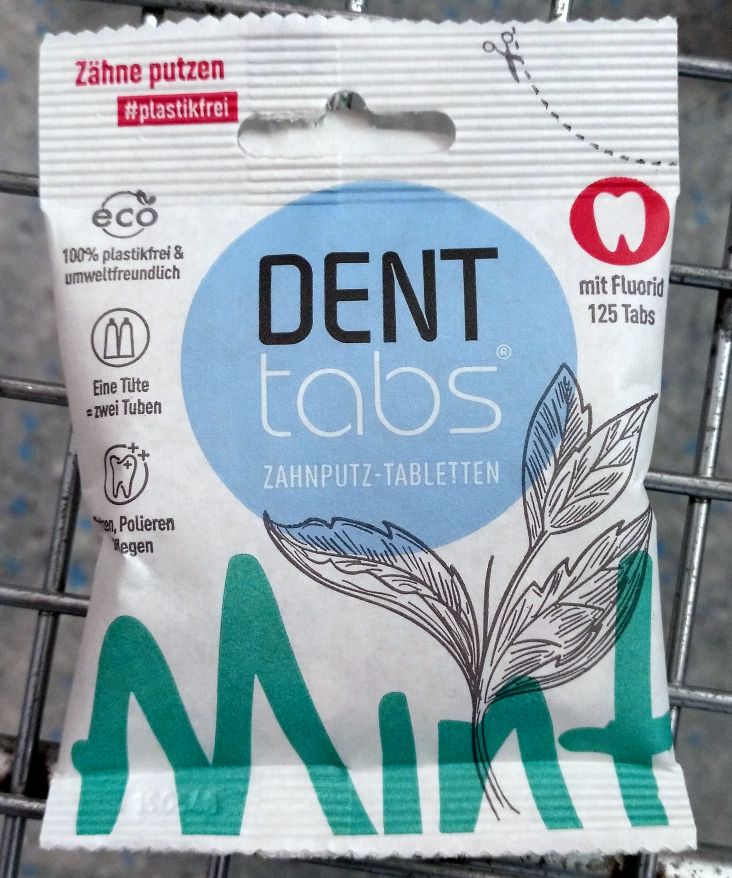 Zähne putzen
#plastikfrei
eco
100% plastikfrei &
umweltfreundlich
Eine Tüte
= zwei Tuben
Polieren
DENT
tabs®
ZAHNPUTZ-TABLETTEN
mit Fluorid
125 Tabs
Mint